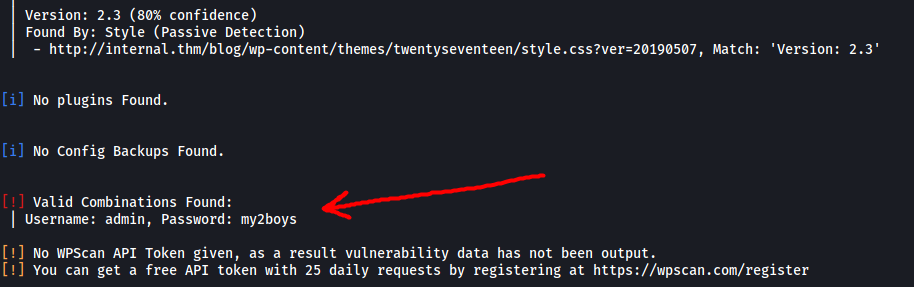 | Version: 2.3 (80% confidence)
| Found By: Style (Passive Detection)
|  - http://internal.thm/blog/wp-content/themes/twentyseventeen/style.css?ver=20190507, Match: 'Version: 2.3'
[i] No plugins Found.
[i] No Config Backups Found.
[!] Valid Combinations Found:
| Username: admin, Password: my2boys
[!] No WPScan API Token given, as a result vulnerability data has not been output.
[!] You can get a free API token with 25 daily requests by registering at https://wpscan.com/register